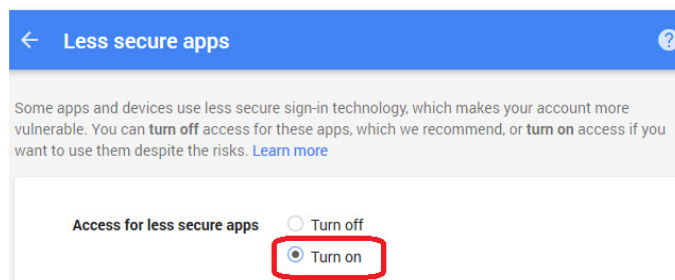 Less secure apps
Some apps and devices use less secure sign-in technology, which makes your account more
vulnerable. You can turn off access for these apps, which we recommend, or turn on access if you
want to use them despite the risks. Learn more
Access for less secure apps
Turn off
Turn on